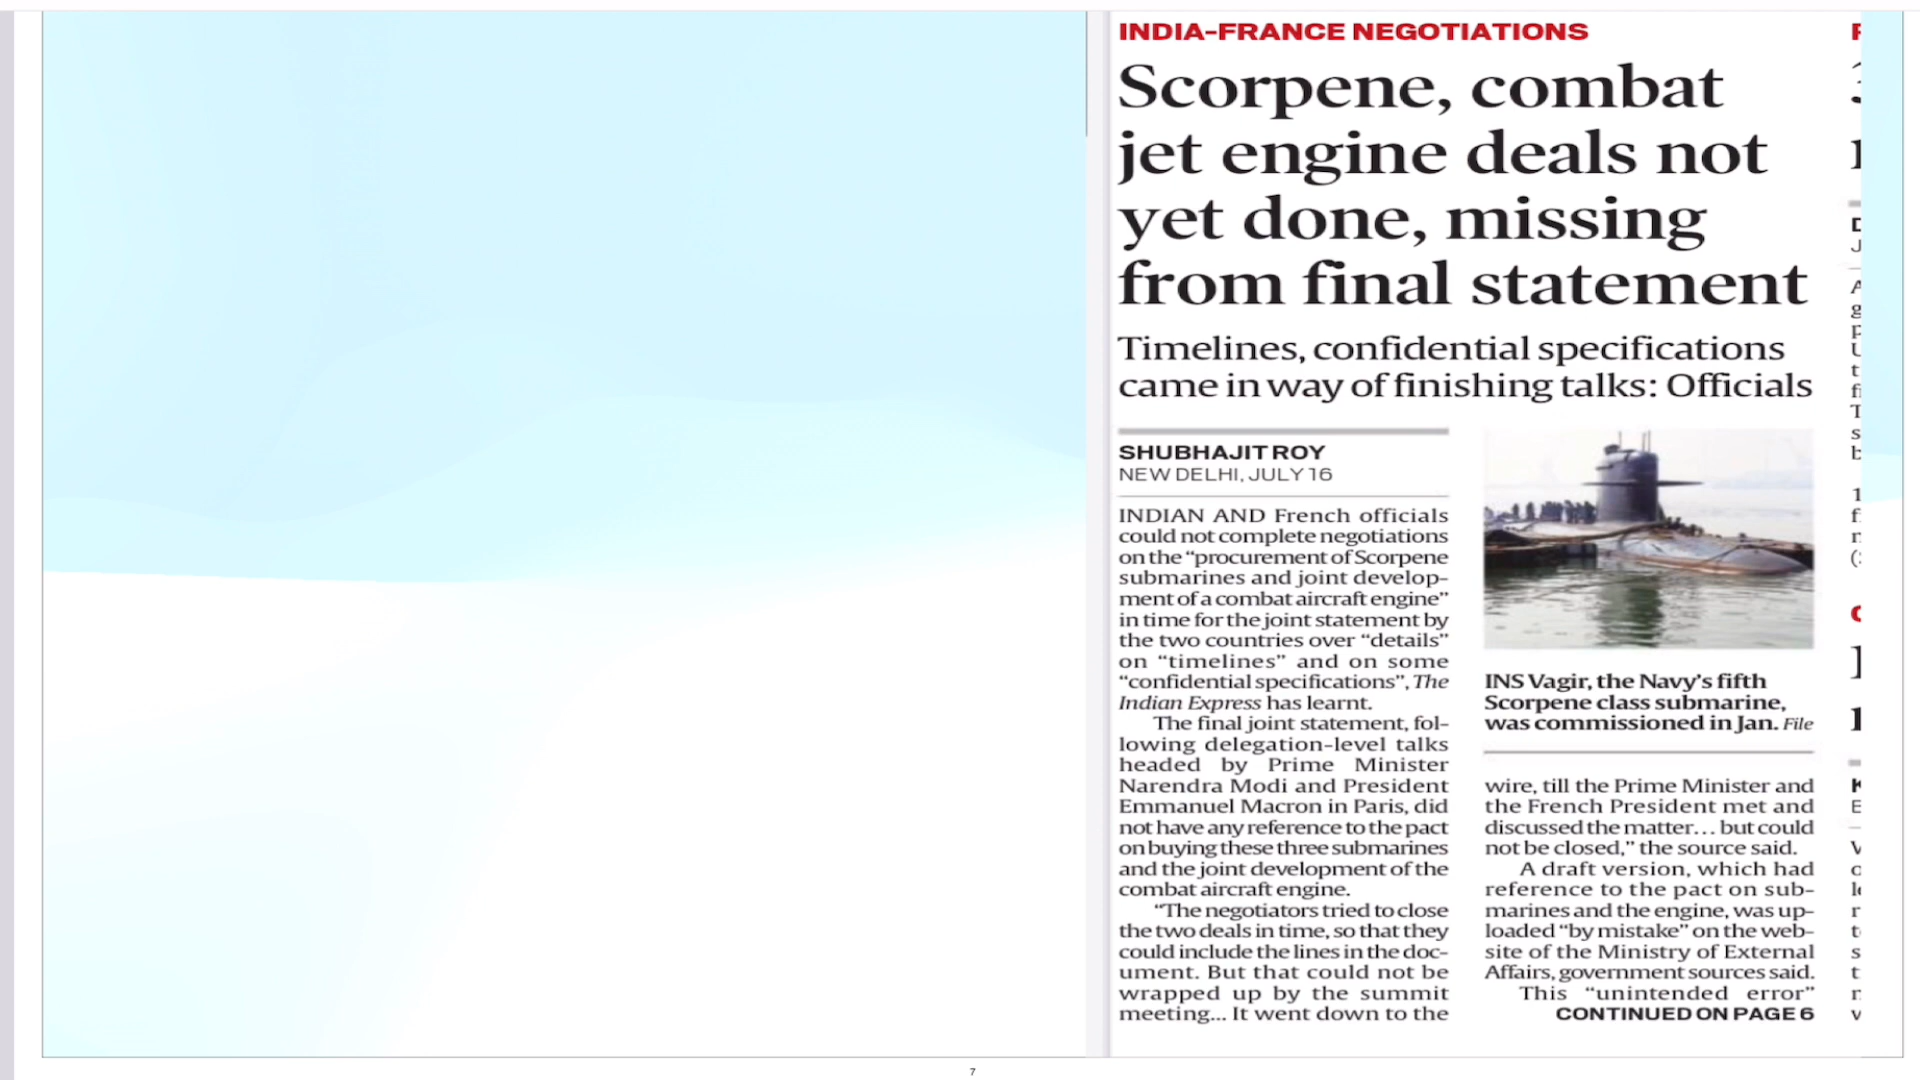 INDIA-FRANCE NEGOTIATIONS
Scorpene, combat
jet engine deals not
yet done, missing
from final statement
Timelines, confidential specifications
came in way of finishing talks: Officials
SHUBHAJIT ROY
NEW DELHI, JULY 16
INDIAN AND French officials
could not complete negotiations
on the “procurement of Scorpene
submarines and joint develop-
ment of a combat aircraft engine”
in time for the joint statement by
the two countries over “details”
on “timelines” and on some
“confidential specifications”, The
Indian Express has learnt.
The final joint statement, fol-
lowing delegation-level talks
headed by Prime Minister
Narendra Modi and President
Emmanuel Macron in Paris, did
not have any reference to the pact
on buying these three submarines
and the joint development of the
combat aircraft engine.
“The negotiators tried to close
the two deals in time, so that they
could include the lines in the doc-
ument. But that could not be
wrapped up by the summit
meeting... It went down to the
INS Vagir, the Navy’s fifth
Scorpene class submarine,
was commissioned in Jan. File
wire, till the Prime Minister and
the French President met and
discussed the matter... but could
not be closed,” the source said.
A draft version, which had
reference to the pact on sub-
marines and the engine, was up-
loaded “by mistake” on the web-
site of the Ministry of External
Affairs, government sources said.
This “unintended error”
CONTINUED ON PAGE 6
7